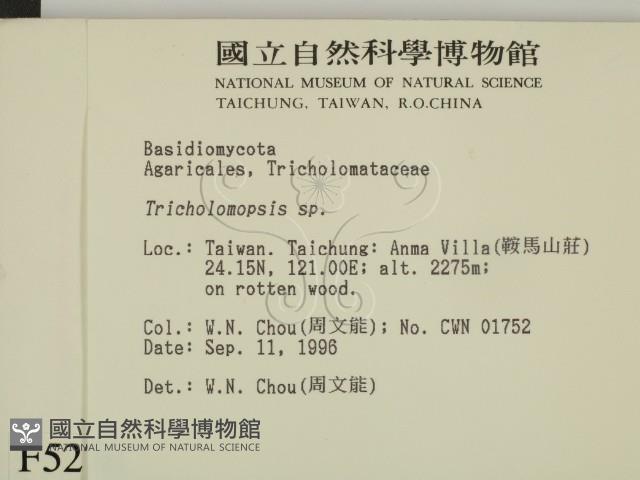 國立自然科學博物館
NATIONAL MUSEUM OF NATURAL SCIENCE
TAICHUNG, TAIWAN, R.O.CHINA
Basidiomycota
Agaricales, Tricholomataceae
Tricholomopsis sp.
Loc.: Taiwan. Taichung: Anma Villa(鞍馬山莊)
24.15N, 121.00E; alt. 2275m;
on rotten wood.
Col.: W.N. Chou(周文能); No. CWN 01752
Date: Sep. 11, 1996
Det.: W.N. Chou(周文能)
國立自然科學博物館
NATIONAL MUSEUM OF NATURAL SCIENCE
F52